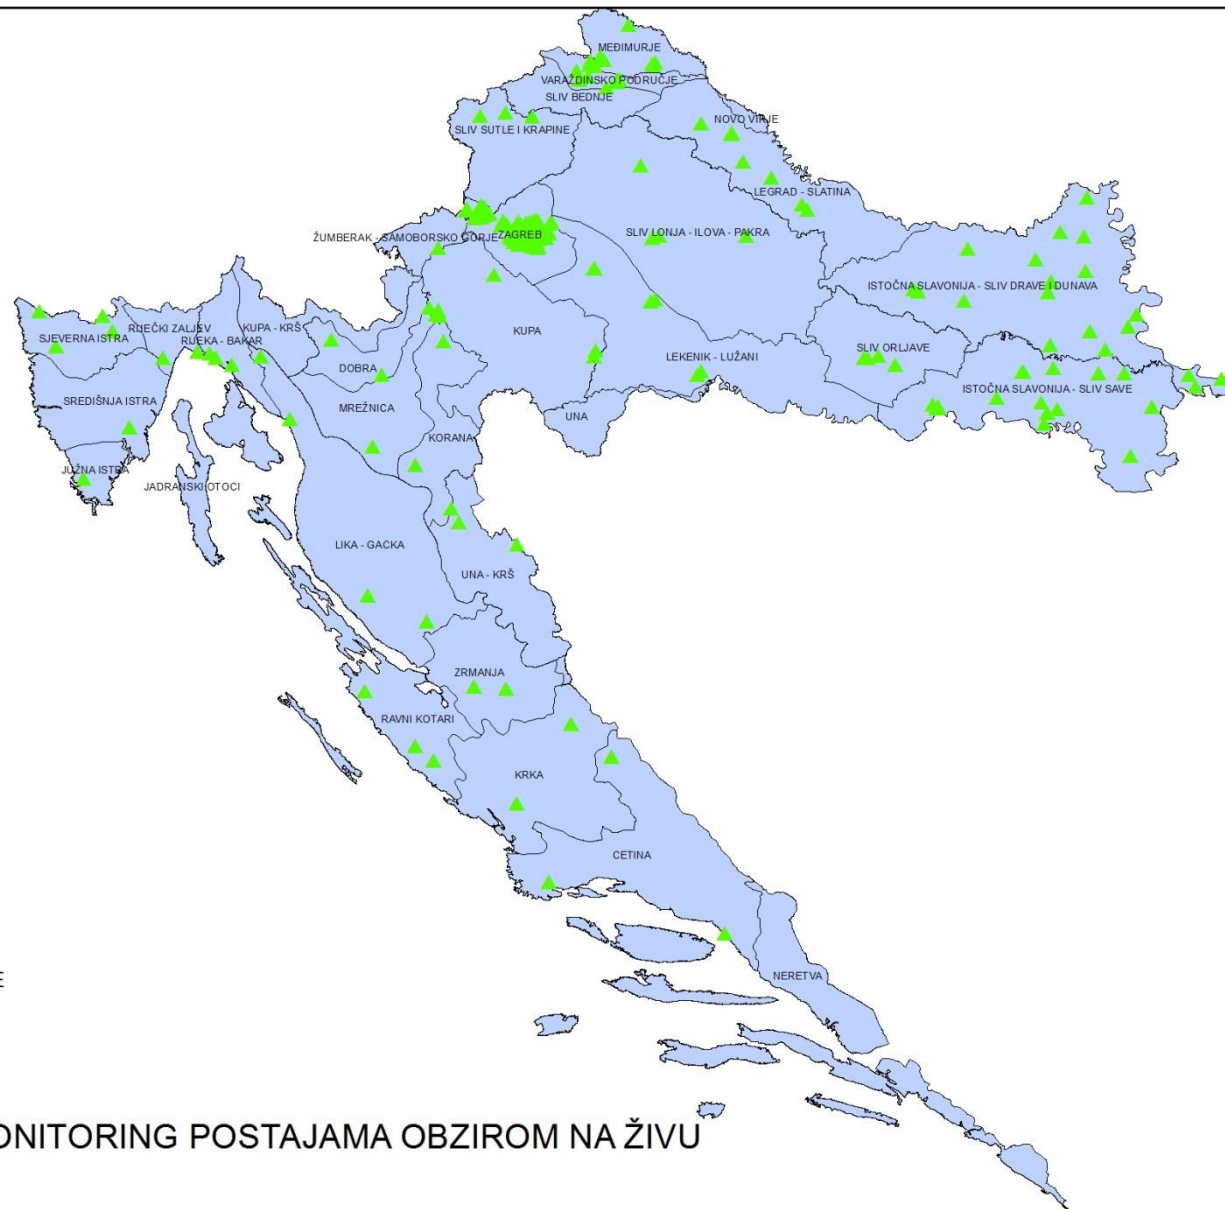 MEĐIMURJE
VARAŽDINSKO PODRUČJE
SLIV BEDNJE
NOVO VIRJE
SLIV SUTLE I KRAPINE
LEGRAD - SLATINA
ŽUMBERAK - SAMOBORSKO GORJE
ZAGREB
SLIV LONJA - ILOVA - PAKRA
ISTOČNA SLAVONIJA - SLIV DRAVE I DUNAVA
RIJEČKI ZALJEV
KUPA - KRŠ
KUPA
SJEVERNA ISTRA
RIJEKA - BAKAR
SLIV ORLJAVE
LEKENIK - LUŽANI
DOBRA
ISTOČNA SLAVONIJA - SLIV SAVE
SREDIŠNJA ISTRA
MREŽNICA
UNA
KORANA
JUŽNA ISTRA
JADRANSKI OTOCI
LIKA - GACKA
UNA - KRŠ
ZRMANJA
RAVNI KOTARI
KRKA
CETINA
NERETVA
E
ONITORING POSTAJAMA OBZIROM NA ŽIVU